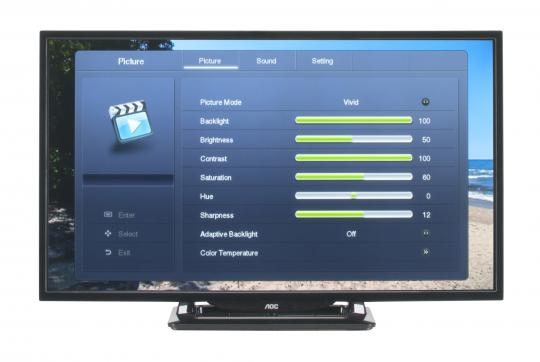 Picture
Picture Sound Setting
Picture Mode Vivid
Backlight 100
Brightness 50
Contrast 100
Saturation 60
Hue 0
Sharpness 12
Adaptive Backlight Off
Color Temperature
Enter
Select
Exit
AOC